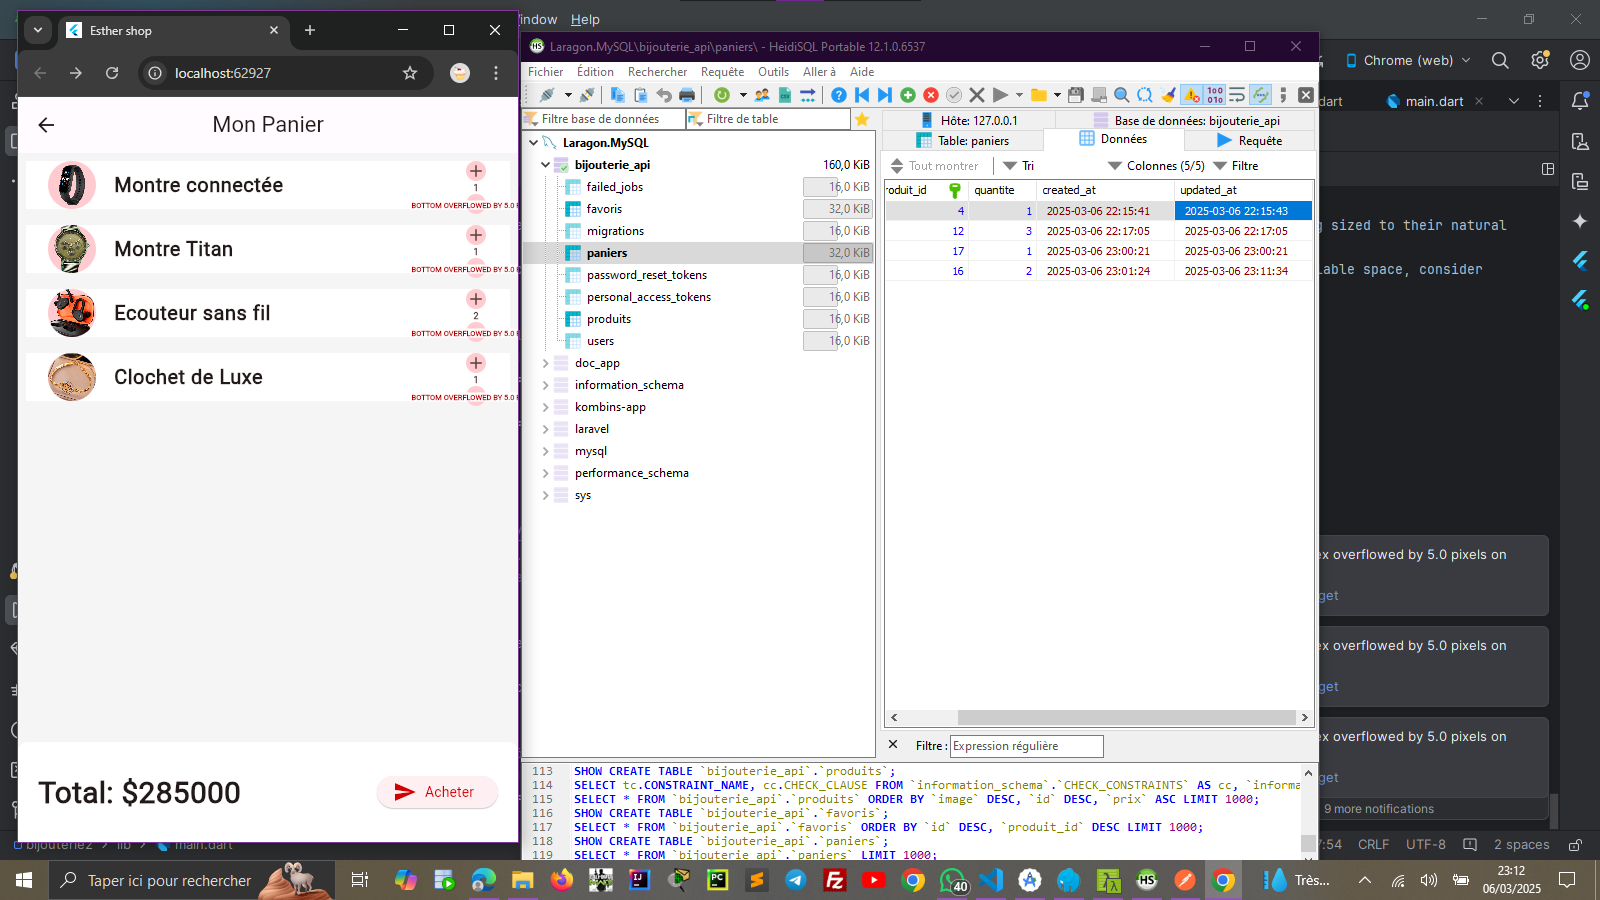 Esther shop
localhost:62927
Mon Panier
Montre connectée
1
BOTTOM OVERFLOWED BY 5.0
Montre Titan
1
BOTTOM OVERFLOWED BY 5.0
Ecouteur sans fil
2
BOTTOM OVERFLOWED BY 5.0
Clochet de Luxe
1
BOTTOM OVERFLOWED BY 5.0
Total: $285000
Acheter
indow Help
Laragon.MySQL\bijouterie_api\paniers\ - HeidiSQL Portable 12.1.0.6537
Fichier Édition Rechercher Requête Outils Aller à Aide
Filtre base de données Filtre de table
Laragon.MySQL
bijouterie_api 160,0 KiB
failed_jobs 16,0 KiB
favoris 32,0 KiB
migrations 16,0 KiB
paniers 32,0 KiB
password_reset_tokens 16,0 KiB
personal_access_tokens 16,0 KiB
produits 16,0 KiB
users 16,0 KiB
doc_app
information_schema
kombins-app
laravel
mysql
performance_schema
sys
Hôte: 127.0.0.1 Base de données: bijouterie_api
Table: paniers Données Requête
Tout montrer Tri Colonnes (5/5) Filtre
roduit_id quantite created_at updated_at
4 1 2025-03-06 22:15:41 2025-03-06 22:15:43
12 3 2025-03-06 22:17:05 2025-03-06 22:17:05
17 1 2025-03-06 23:00:21 2025-03-06 23:00:21
16 2 2025-03-06 23:01:24 2025-03-06 23:11:34
Filtre : Expression régulière
113 SHOW CREATE TABLE `bijouterie_api`.`produits`;
114 SELECT tc.CONSTRAINT_NAME, cc.CHECK_CLAUSE FROM `information_schema`.`CHECK_CONSTRAINTS` AS cc, `informa
115 SELECT * FROM `bijouterie_api`.`produits` ORDER BY `image` DESC, `id` DESC, `prix` ASC LIMIT 1000;
116 SHOW CREATE TABLE `bijouterie_api`.`favoris`;
117 SELECT * FROM `bijouterie_api`.`favoris` ORDER BY `id` DESC, `produit_id` DESC LIMIT 1000;
118 SHOW CREATE TABLE `bijouterie_api`.`paniers`;
119 SELECT * FROM `bijouterie_api`.`paniers` LIMIT 1000;
Chrome (web)
dart main.dart
g sized to their natural
lable space, consider
ex overflowed by 5.0 pixels on
get
ex overflowed by 5.0 pixels on
get
ex overflowed by 5.0 pixels on
get
9 more notifications
bijouterie2 > lib > main.dart
7:54 CRLF UTF-8 2 spaces
Taper ici pour rechercher
40
Très...
23:12
06/03/2025